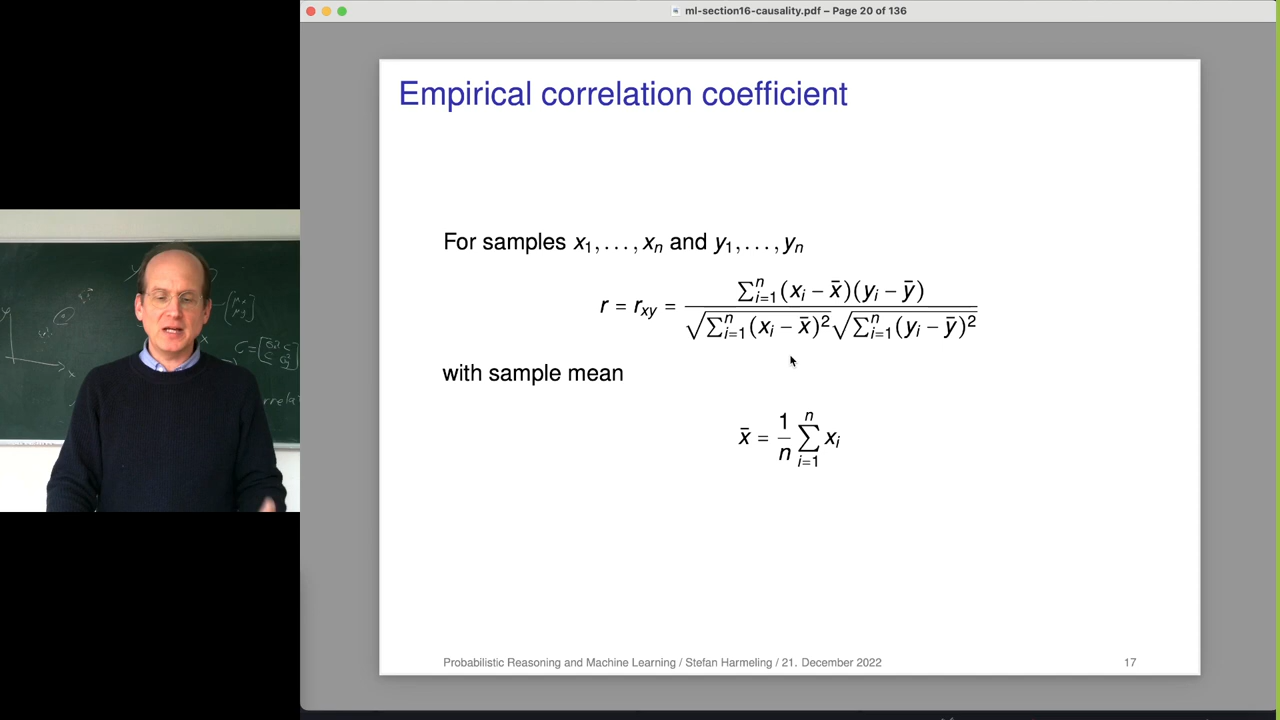 ml-section16-causality.pdf – Page 20 of 136
Empirical correlation coefficient
For samples x₁, . . . , xₙ and y₁, . . . , yₙ
r = r_xy = ∑ⁿᵢ₌₁(xᵢ − x̄)(yᵢ − ȳ) / √∑ⁿᵢ₌₁(xᵢ − x̄)² √∑ⁿᵢ₌₁(yᵢ − ȳ)²
with sample mean
x̄ = 1/n ∑ⁿᵢ₌₁ xᵢ
Probabilistic Reasoning and Machine Learning / Stefan Harmeling / 21. December 2022
17